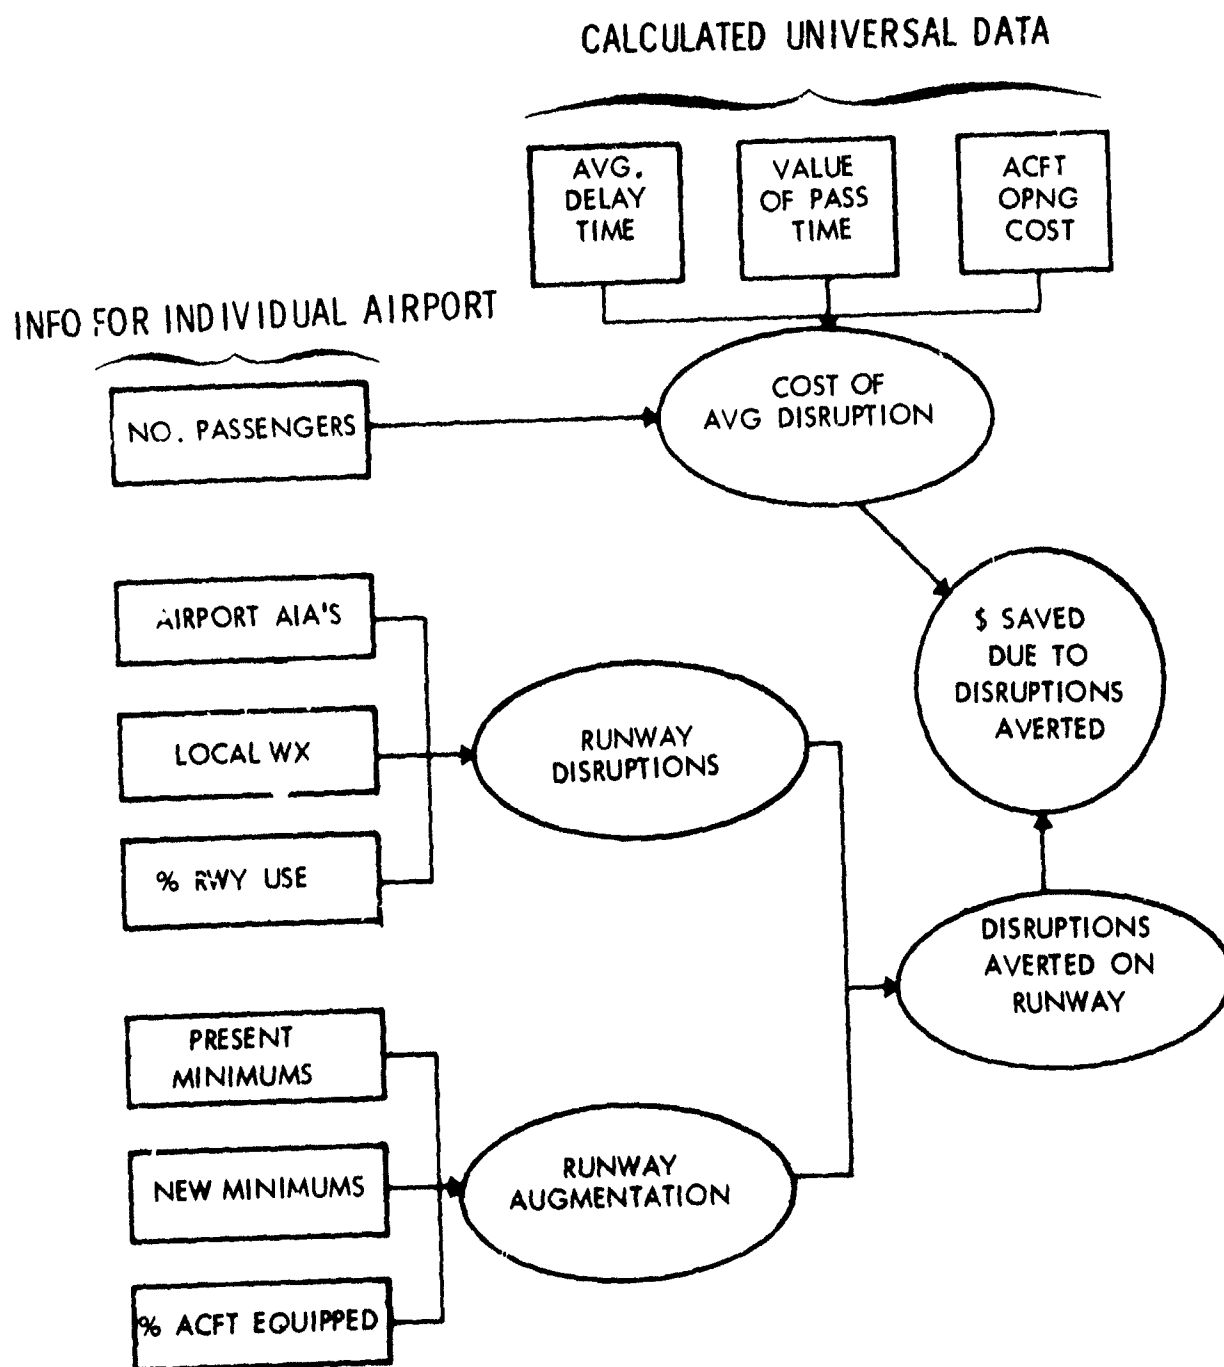 CALCULATED UNIVERSAL DATA
AVG.
DELAY
TIME
VALUE
OF PASS
TIME
ACFT
OPNG
COST
INFO FOR INDIVIDUAL AIRPORT
NO. PASSENGERS
COST OF
AVG DISRUPTION
AIRPORT AIA'S
LOCAL WX
% RWY USE
RUNWAY
DISRUPTIONS
$ SAVED
DUE TO
DISRUPTIONS
AVERTED
DISRUPTIONS
AVERTED ON
RUNWAY
PRESENT
MINIMUMS
NEW MINIMUMS
% ACFT EQUIPPED
RUNWAY
AUGMENTATION